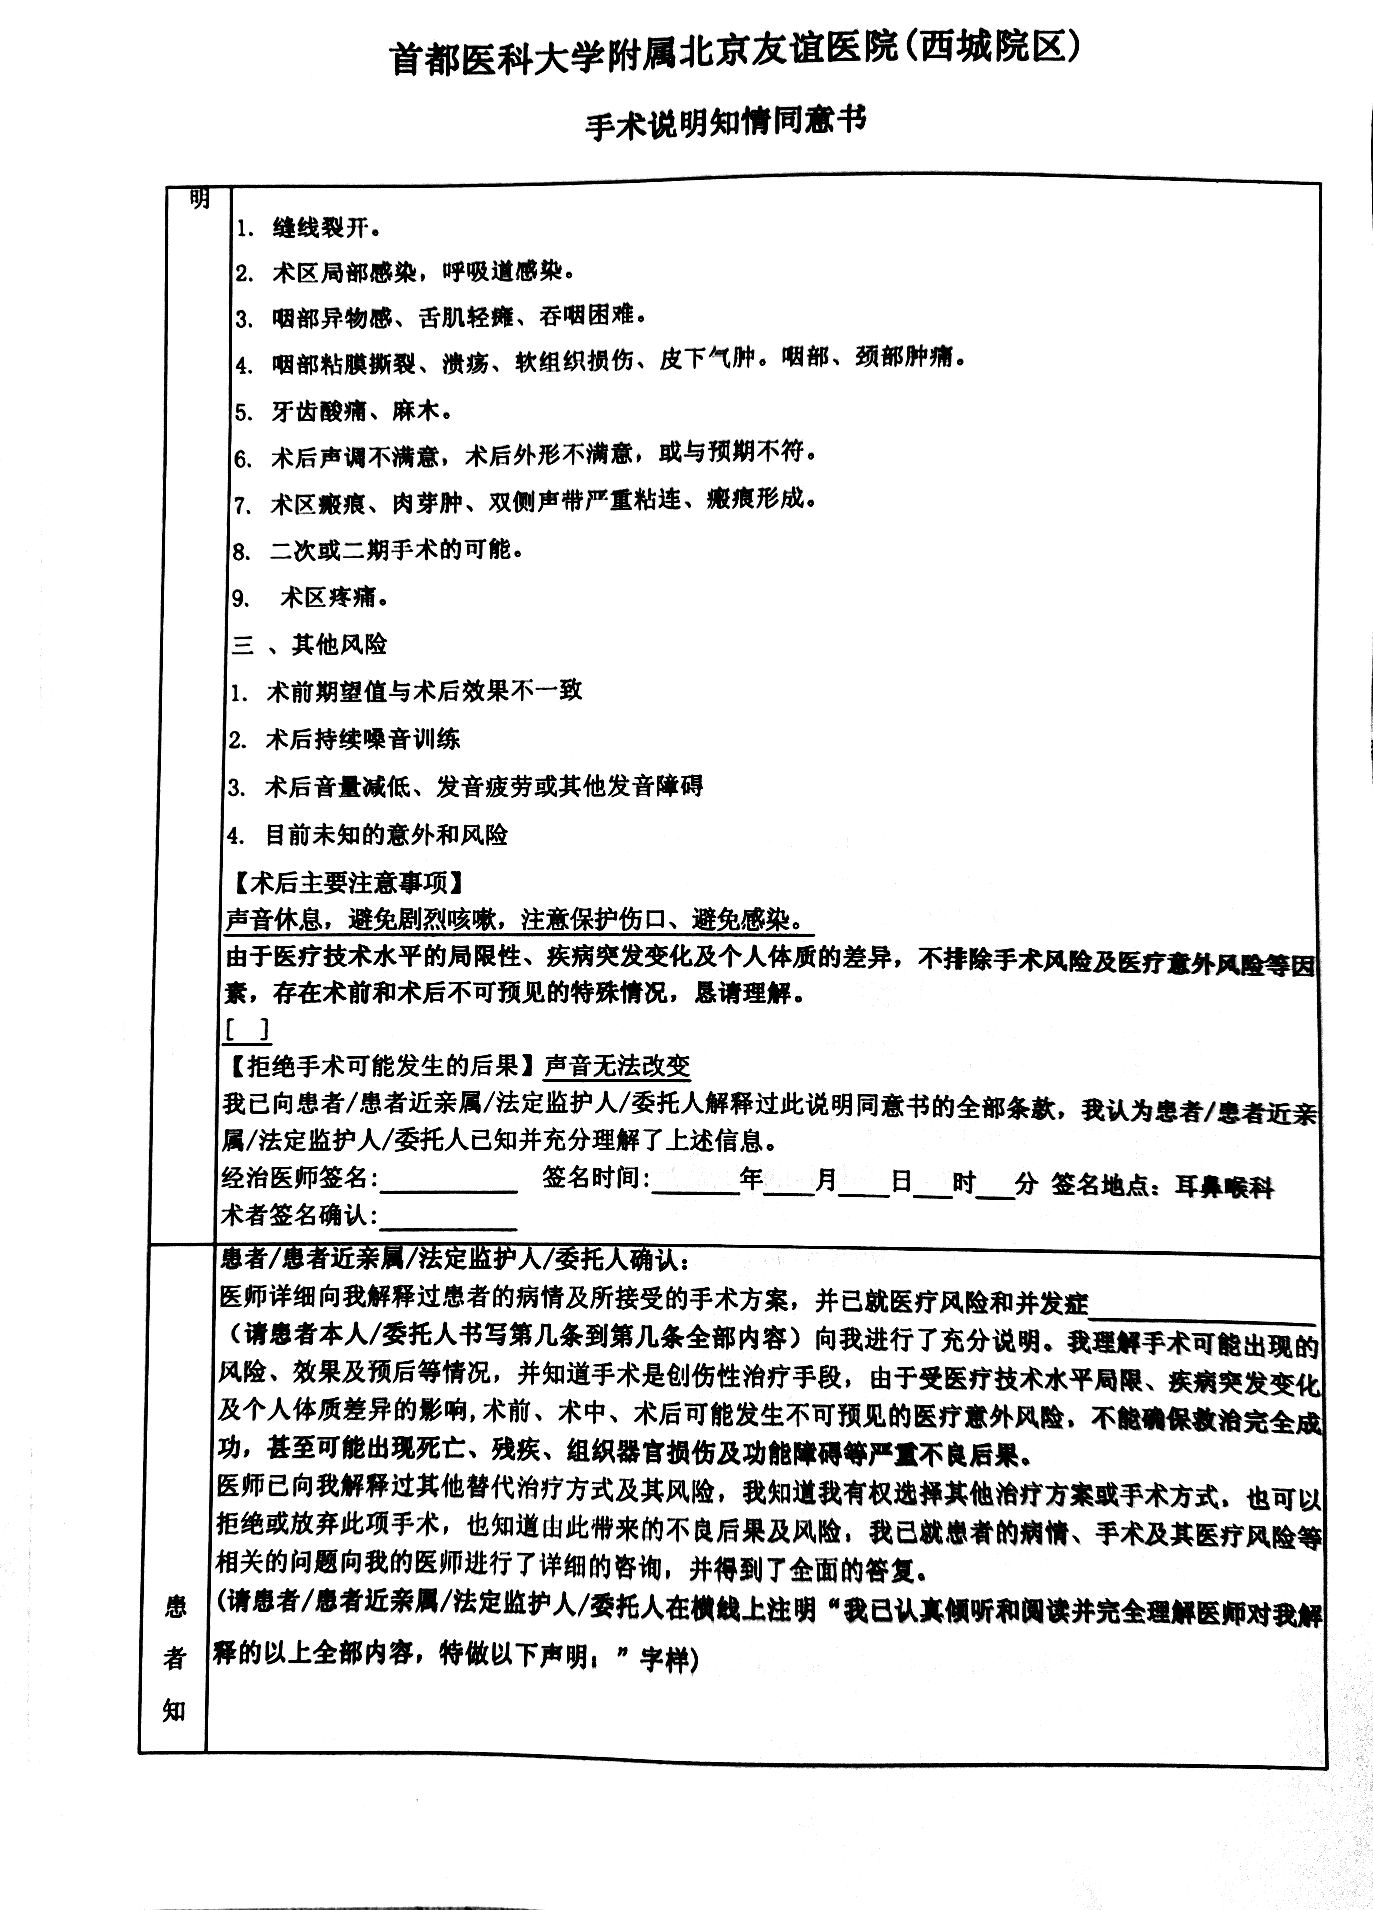 首都医科大学附属北京友谊医院(西城院区)
手术说明知情同意书
明
1. 缝线裂开。
2. 术区局部感染，呼吸道感染。
3. 咽部异物感、舌肌轻瘫、吞咽困难。
4. 咽部粘膜撕裂、溃疡、软组织损伤、皮下气肿。咽部、颈部肿痛。
5. 牙齿酸痛、麻木。
6. 术后声调不满意，术后外形不满意，或与预期不符。
7. 术区瘢痕、肉芽肿、双侧声带严重粘连、瘢痕形成。
8. 二次或二期手术的可能。
9. 术区疼痛。
三 、其他风险
1. 术前期望值与术后效果不一致
2. 术后持续嗓音训练
3. 术后音量减低、发音疲劳或其他发音障碍
4. 目前未知的意外和风险
【术后主要注意事项】
声音休息，避免剧烈咳嗽，注意保护伤口、避免感染。
由于医疗技术水平的局限性、疾病突发变化及个人体质的差异，不排除手术风险及医疗意外风险等因
素，存在术前和术后不可预见的特殊情况，恳请理解。
[ ]
【拒绝手术可能发生的后果】声音无法改变
我已向患者/患者近亲属/法定监护人/委托人解释过此说明同意书的全部条款，我认为患者/患者近亲
属/法定监护人/委托人已知并充分理解了上述信息。
经治医师签名:__________ 签名时间:_______年____月____日___时___分 签名地点：耳鼻喉科
术者签名确认:__________
患者/患者近亲属/法定监护人/委托人确认：
医师详细向我解释过患者的病情及所接受的手术方案，并已就医疗风险和并发症__________________
（请患者本人/委托人书写第几条到第几条全部内容）向我进行了充分说明。我理解手术可能出现的
风险、效果及预后等情况，并知道手术是创伤性治疗手段，由于受医疗技术水平局限、疾病突发变化
及个人体质差异的影响,术前、术中、术后可能发生不可预见的医疗意外风险，不能确保救治完全成
功，甚至可能出现死亡、残疾、组织器官损伤及功能障碍等严重不良后果。
医师已向我解释过其他替代治疗方式及其风险，我知道我有权选择其他治疗方案或手术方式，也可以
拒绝或放弃此项手术，也知道由此带来的不良后果及风险，我已就患者的病情、手术及其医疗风险等
相关的问题向我的医师进行了详细的咨询，并得到了全面的答复。
(请患者/患者近亲属/法定监护人/委托人在横线上注明“我已认真倾听和阅读并完全理解医师对我解
释的以上全部内容，特做以下声明：”字样)
患
者
知